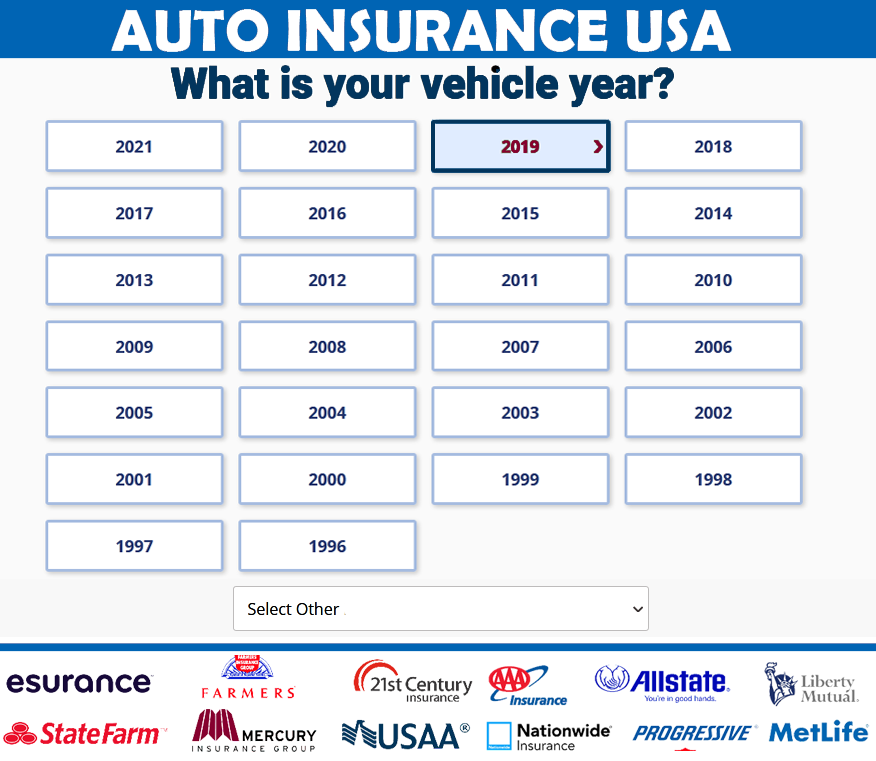 AUTO INSURANCE USA
What is your vehicle year?
2021 2020 2019 2018
2017 2016 2015 2014
2013 2012 2011 2010
2009 2008 2007 2006
2005 2004 2003 2002
2001 2000 1999 1998
1997 1996
Select Other
esurance
FARMERS
INSURANCE
GROUP
FARMERS
21st Century
insurance
AAA
Insurance
Allstate®
You're in good hands.
Liberty
Mutual.
State Farm
MERCURY
INSURANCE GROUP
USAA®
Nationwide®
Insurance
PROGRESSIVE
MetLife